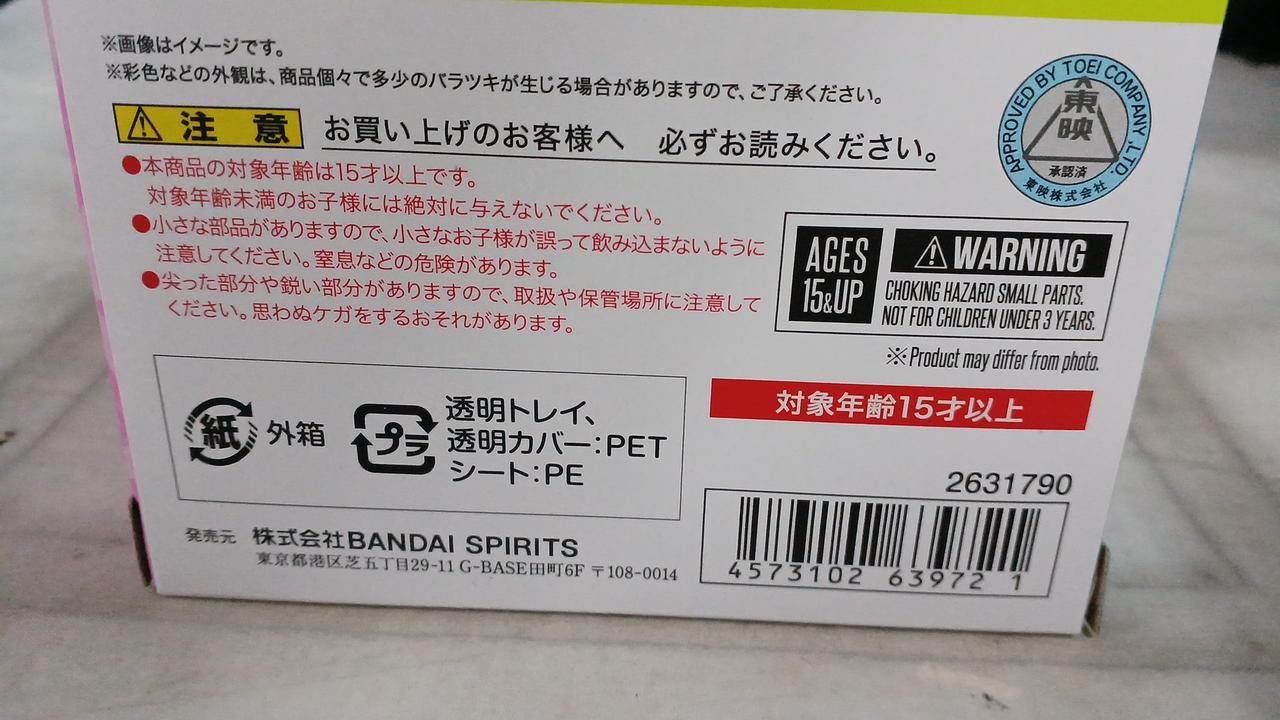 ※画像はイメージです。
※彩色などの外観は、商品個々で多少のバラツキが生じる場合がありますので、ご了承ください。
注 意 お買い上げのお客様へ 必ずお読みください。
●本商品の対象年齢は15才以上です。
対象年齢未満のお子様には絶対に与えないでください。
●小さな部品がありますので、小さなお子様が誤って飲み込まないように
注意してください。窒息などの危険があります。
●尖った部分や鋭い部分がありますので、取扱や保管場所に注意して
ください。思わぬケガをするおそれがあります。
APPROVED BY TOEI COMPANY, LTD.
東映
承認済
東映株式会社
AGES
15&UP
WARNING
CHOKING HAZARD SMALL PARTS.
NOT FOR CHILDREN UNDER 3 YEARS.
※Product may differ from photo.
対象年齢15才以上
紙 外箱
プラ
透明トレイ、
透明カバー:PET
シート:PE
発売元 株式会社BANDAI SPIRITS
東京都港区芝五丁目29-11 G-BASE田町6F 〒108-0014
2631790
4573102 63972 1